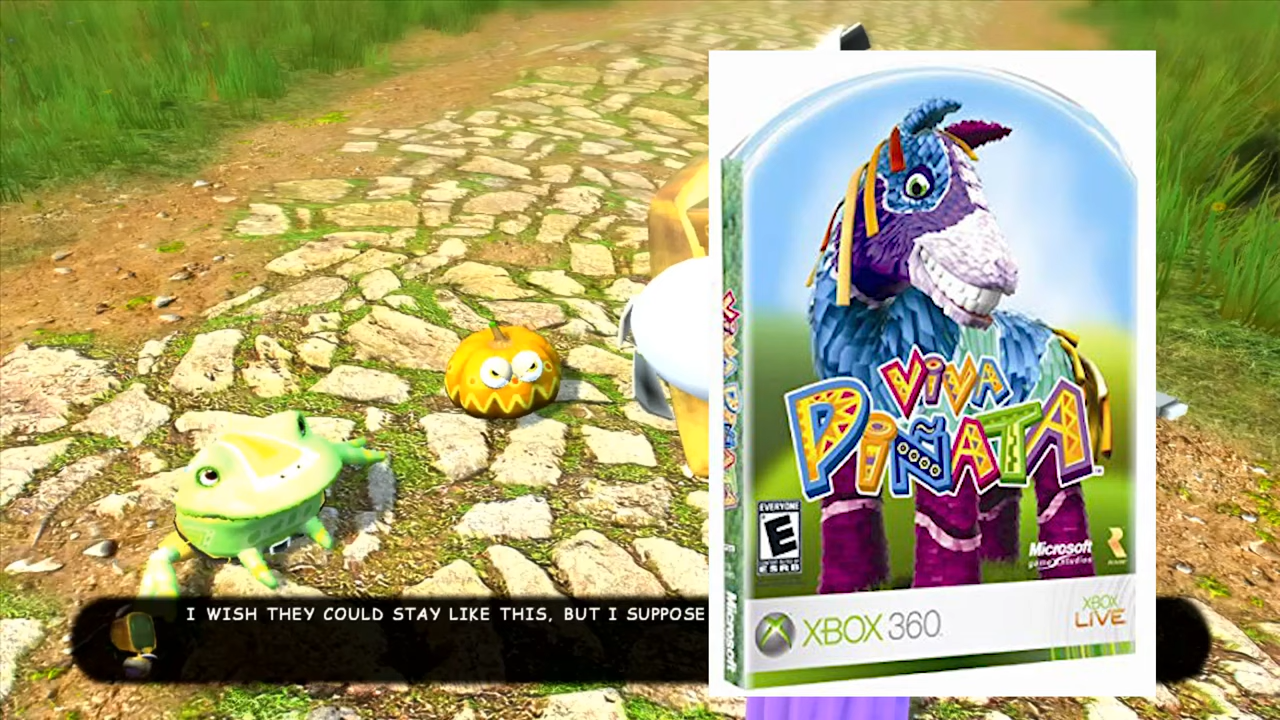 I WISH THEY COULD STAY LIKE THIS, BUT I SUPPOSE
VIVA
PIÑATA
EVERYONE
E
ESRB
Microsoft
game studios
XBOX 360
XBOX
LIVE
Microsoft